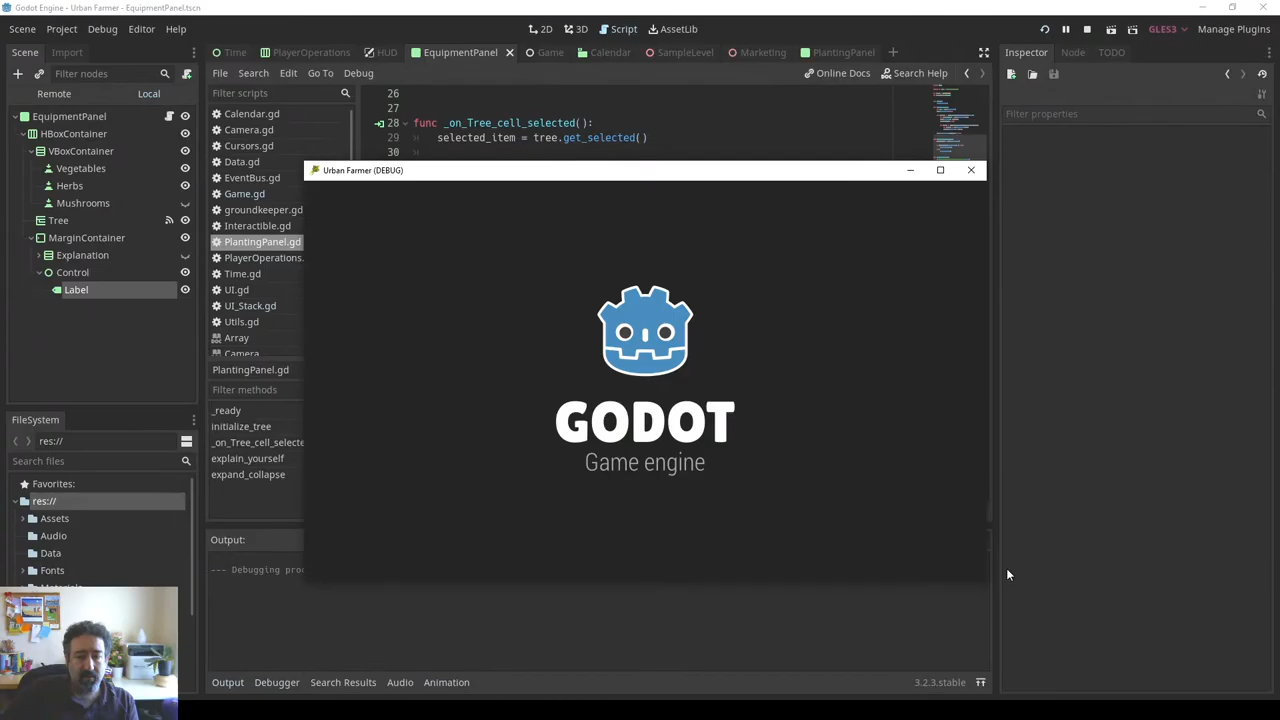 Godot Engine - Urban Farmer - EquipmentPanel.tscn
Scene Project Debug Editor Help
2D 3D Script AssetLib
GLES3 Manage Plugins
Scene Import
Time PlayerOperations HUD EquipmentPanel Game Calendar SampleLevel Marketing PlantingPanel
Inspector Node TODO
Filter nodes
File Search Edit Go To Debug
Online Docs Search Help
Remote Local
Filter scripts
Filter properties
EquipmentPanel
HBoxContainer
VBoxContainer
Vegetables
Herbs
Mushrooms
Tree
MarginContainer
Explanation
Control
Label
Calendar.gd
Camera.gd
Cursors.gd
Data.gd
EventBus.gd
Game.gd
groundkeeper.gd
Interactible.gd
PlantingPanel.gd
PlayerOperations.
Time.gd
UI.gd
UI_Stack.gd
Utils.gd
Array
Camera
PlantingPanel.gd
Filter methods
_ready
initialize_tree
_on_Tree_cell_selecte
explain_yourself
expand_collapse
26
27
28 func _on_Tree_cell_selected():
29 selected_item = tree.get_selected()
30
Urban Farmer (DEBUG)
GODOT
Game engine
FileSystem
res://
Search files
Favorites:
res://
Assets
Audio
Data
Fonts
Materials
Output:
--- Debugging proc
Output Debugger Search Results Audio Animation
3.2.3.stable